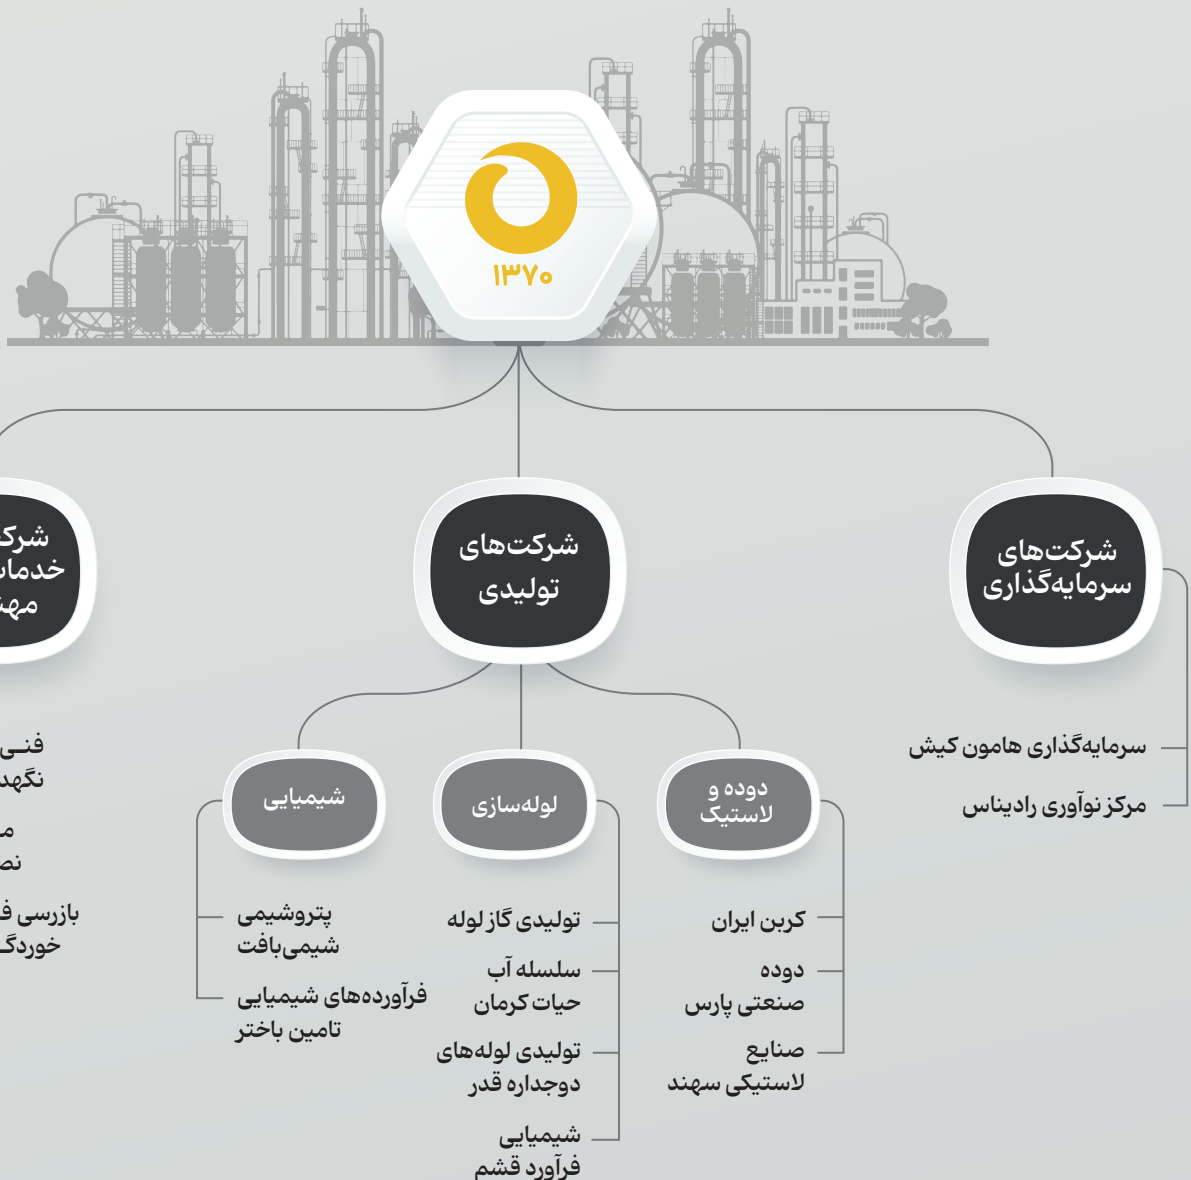 ۱۳۷۰
شرکت‌های
سرمایه‌گذاری
سرمایه‌گذاری هامون کیش
مرکز نوآوری رادیناس
شرکت‌های
تولیدی
دوده و
لاستیک
کربن ایران
دوده
صنعتی پارس
صنایع
لاستیکی سهند
لوله‌سازی
تولیدی گاز لوله
سلسله آب
حیات کرمان
تولیدی لوله‌های
دوجداره قدر
شیمیایی
فرآورد قشم
شیمیایی
پتروشیمی
شیمی‌بافت
فرآورده‌های شیمیایی
تامین باختر
فنـی
بازرسی